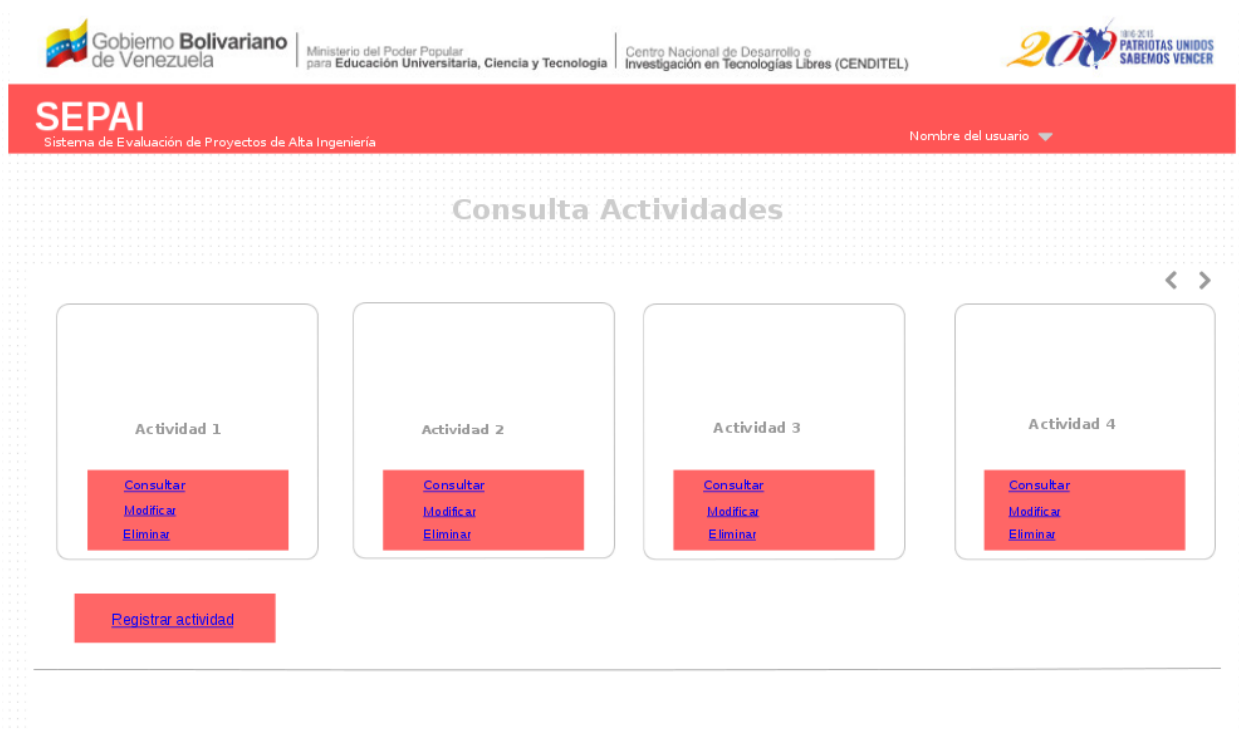 Gobierno Bolivariano
de Venezuela
Ministerio del Poder Popular
para Educación Universitaria, Ciencia y Tecnología
Centro Nacional de Desarrollo e
Investigación en Tecnologías Libres (CENDITEL)
200
PATRIOTAS UNIDOS
SABEMOS VENCER
SEPAI
Sistema de Evaluación de Proyectos de Alta Ingeniería
Nombre del usuario
Consulta Actividades
Actividad 1
Consultar
Modificar
Eliminar
Actividad 2
Consultar
Modificar
Eliminar
Actividad 3
Consultar
Modificar
Eliminar
Actividad 4
Consultar
Modificar
Eliminar
Registrar actividad